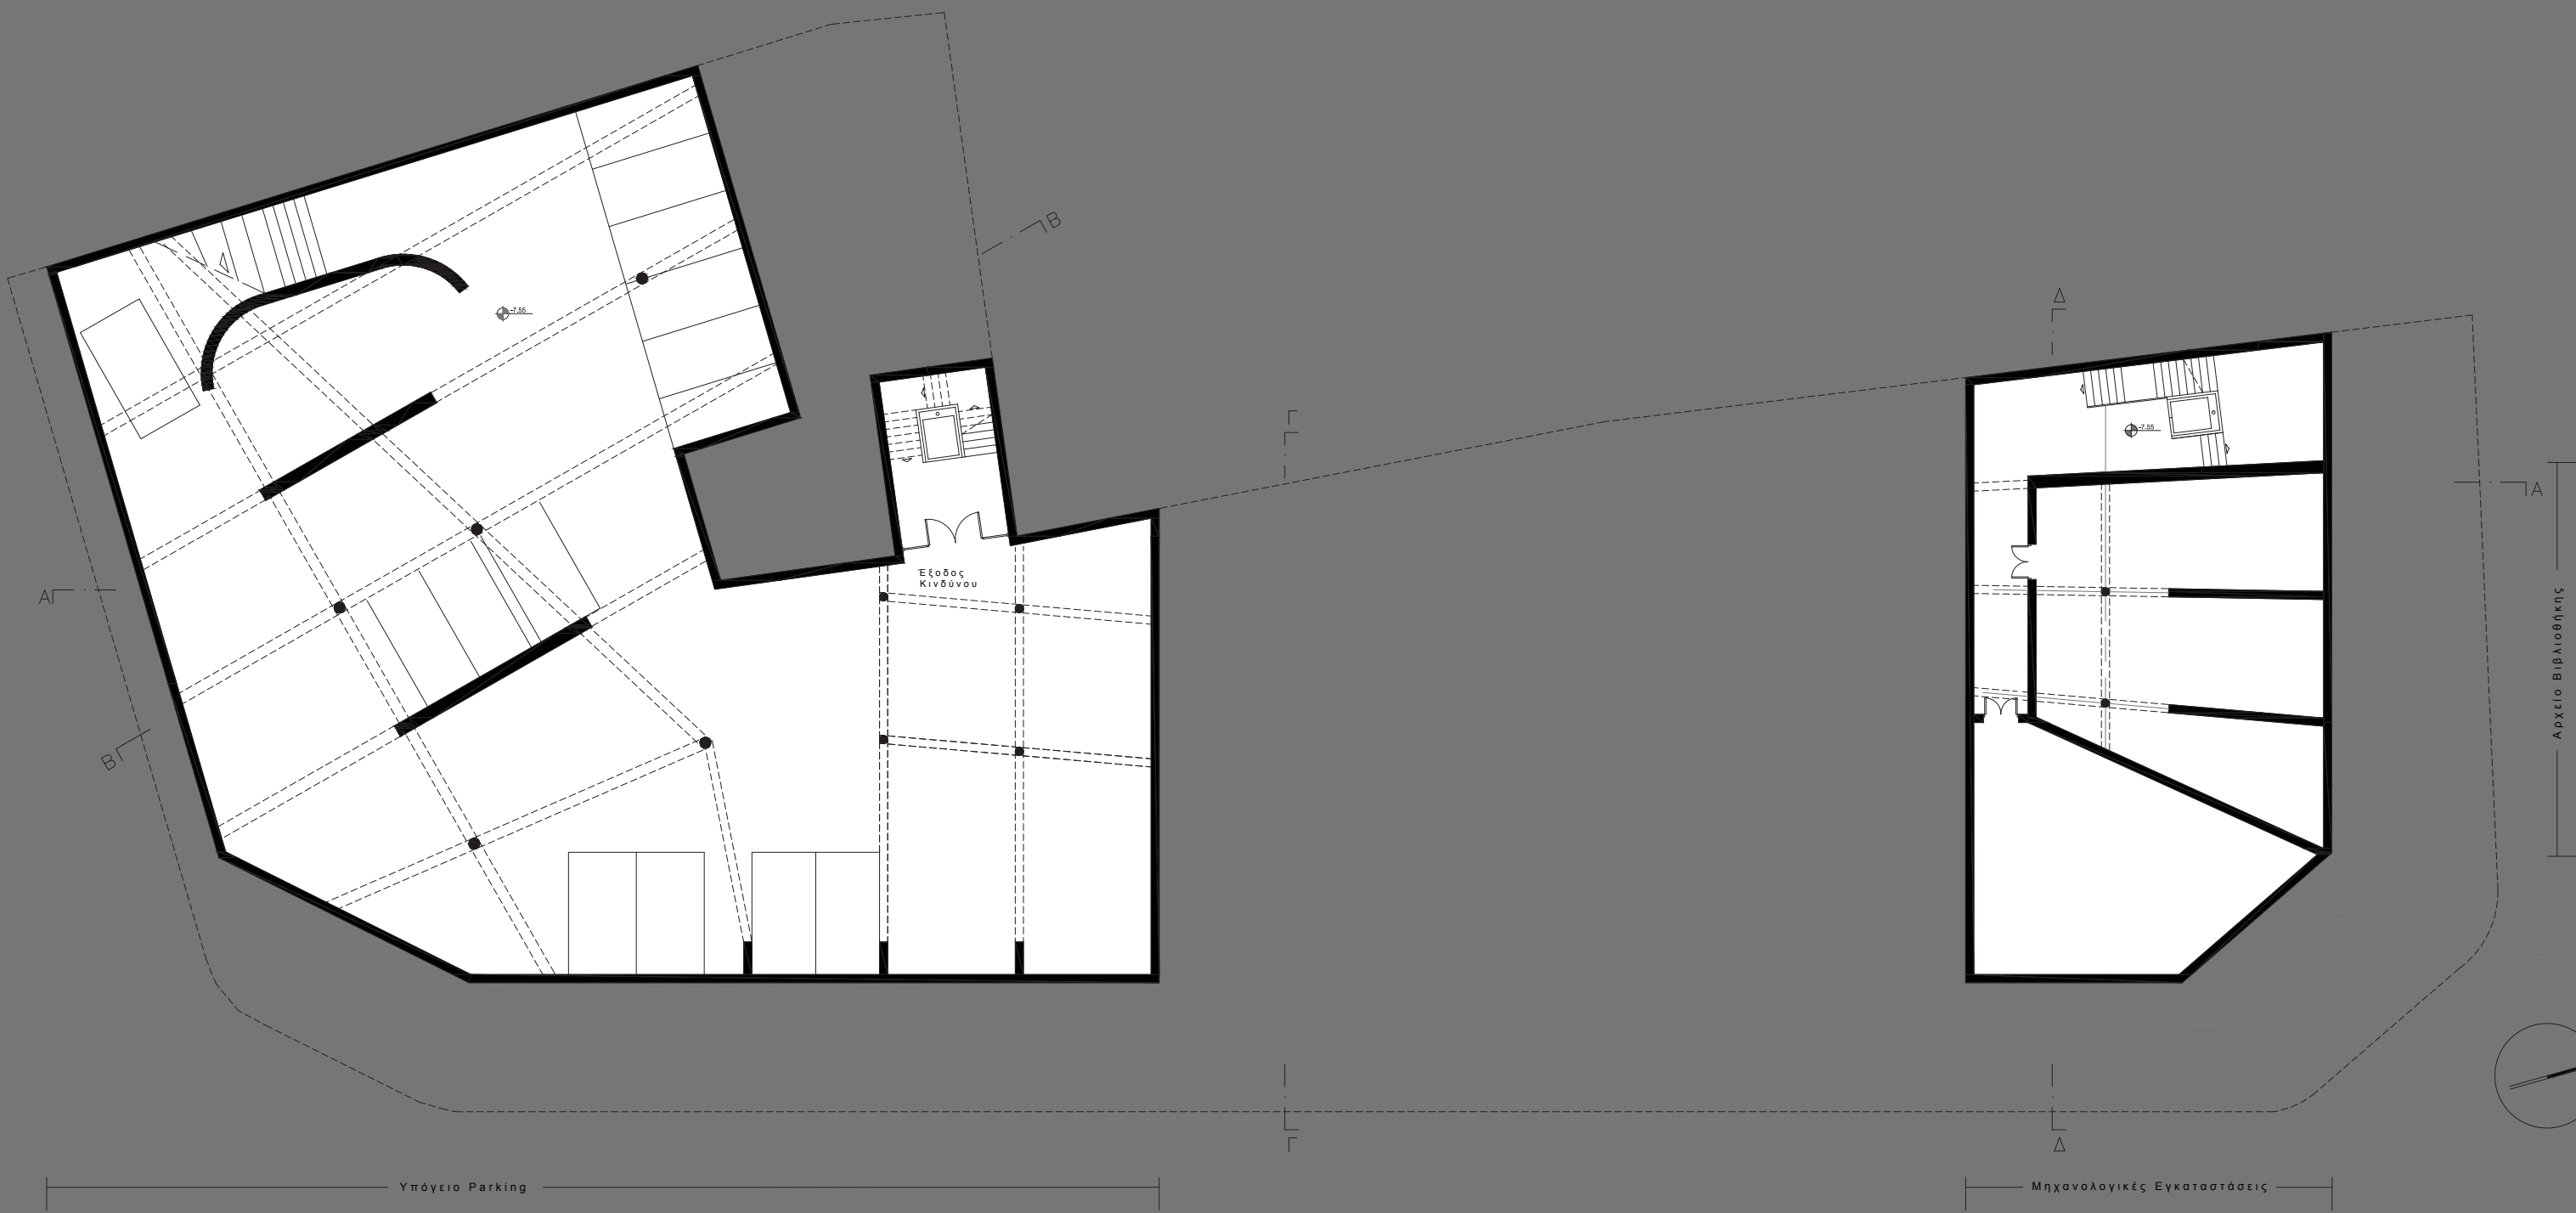 B
Δ
Γ
-7.55
-7.55
A
Έξοδος
Κινδύνου
A
Αρχείο Βιβλιοθήκης
B
Γ
Δ
Υπόγειο Parking
Μηχανολογικές Εγκαταστάσεις